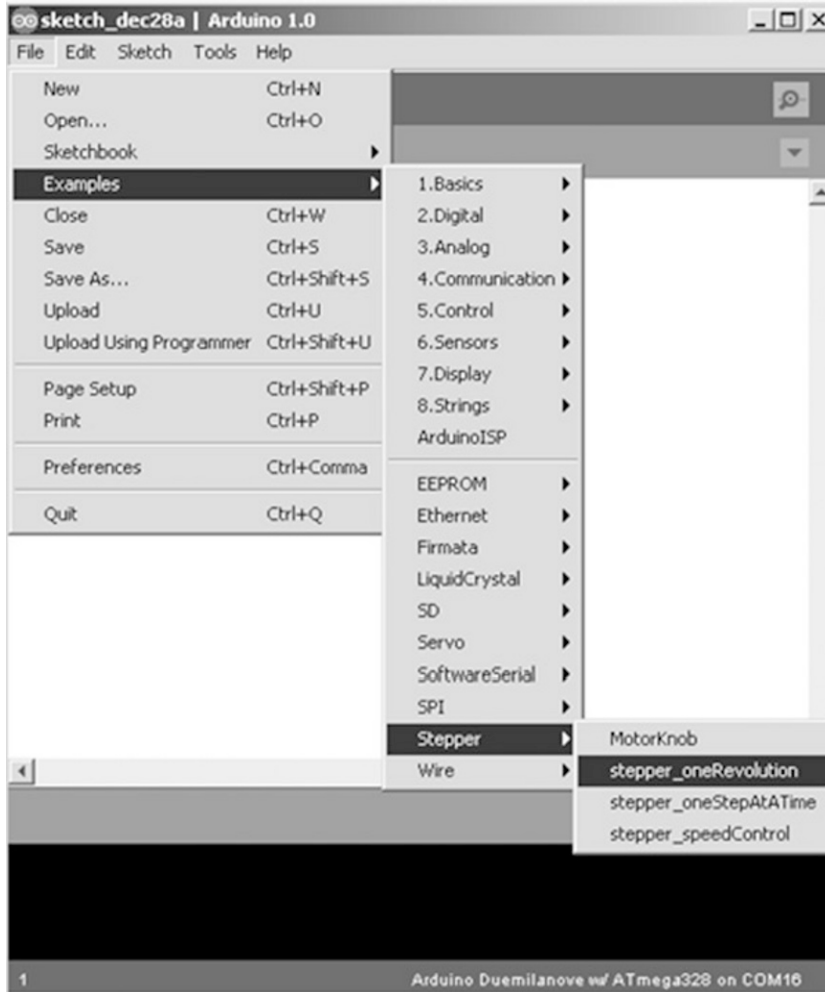 sketch_dec28a | Arduino 1.0
File Edit Sketch Tools Help
New Ctrl+N
Open... Ctrl+O
Sketchbook
Examples
Close Ctrl+W
Save Ctrl+S
Save As... Ctrl+Shift+S
Upload Ctrl+U
Upload Using Programmer Ctrl+Shift+U
Page Setup Ctrl+Shift+P
Print Ctrl+P
Preferences Ctrl+Comma
Quit Ctrl+Q
1.Basics
2.Digital
3.Analog
4.Communication
5.Control
6.Sensors
7.Display
8.Strings
ArduinoISP
EEPROM
Ethernet
Firmata
LiquidCrystal
SD
Servo
SoftwareSerial
SPI
Stepper
Wire
MotorKnob
stepper_oneRevolution
stepper_oneStepAtATime
stepper_speedControl
1 Arduino Duemilanove w/ ATmega328 on COM16